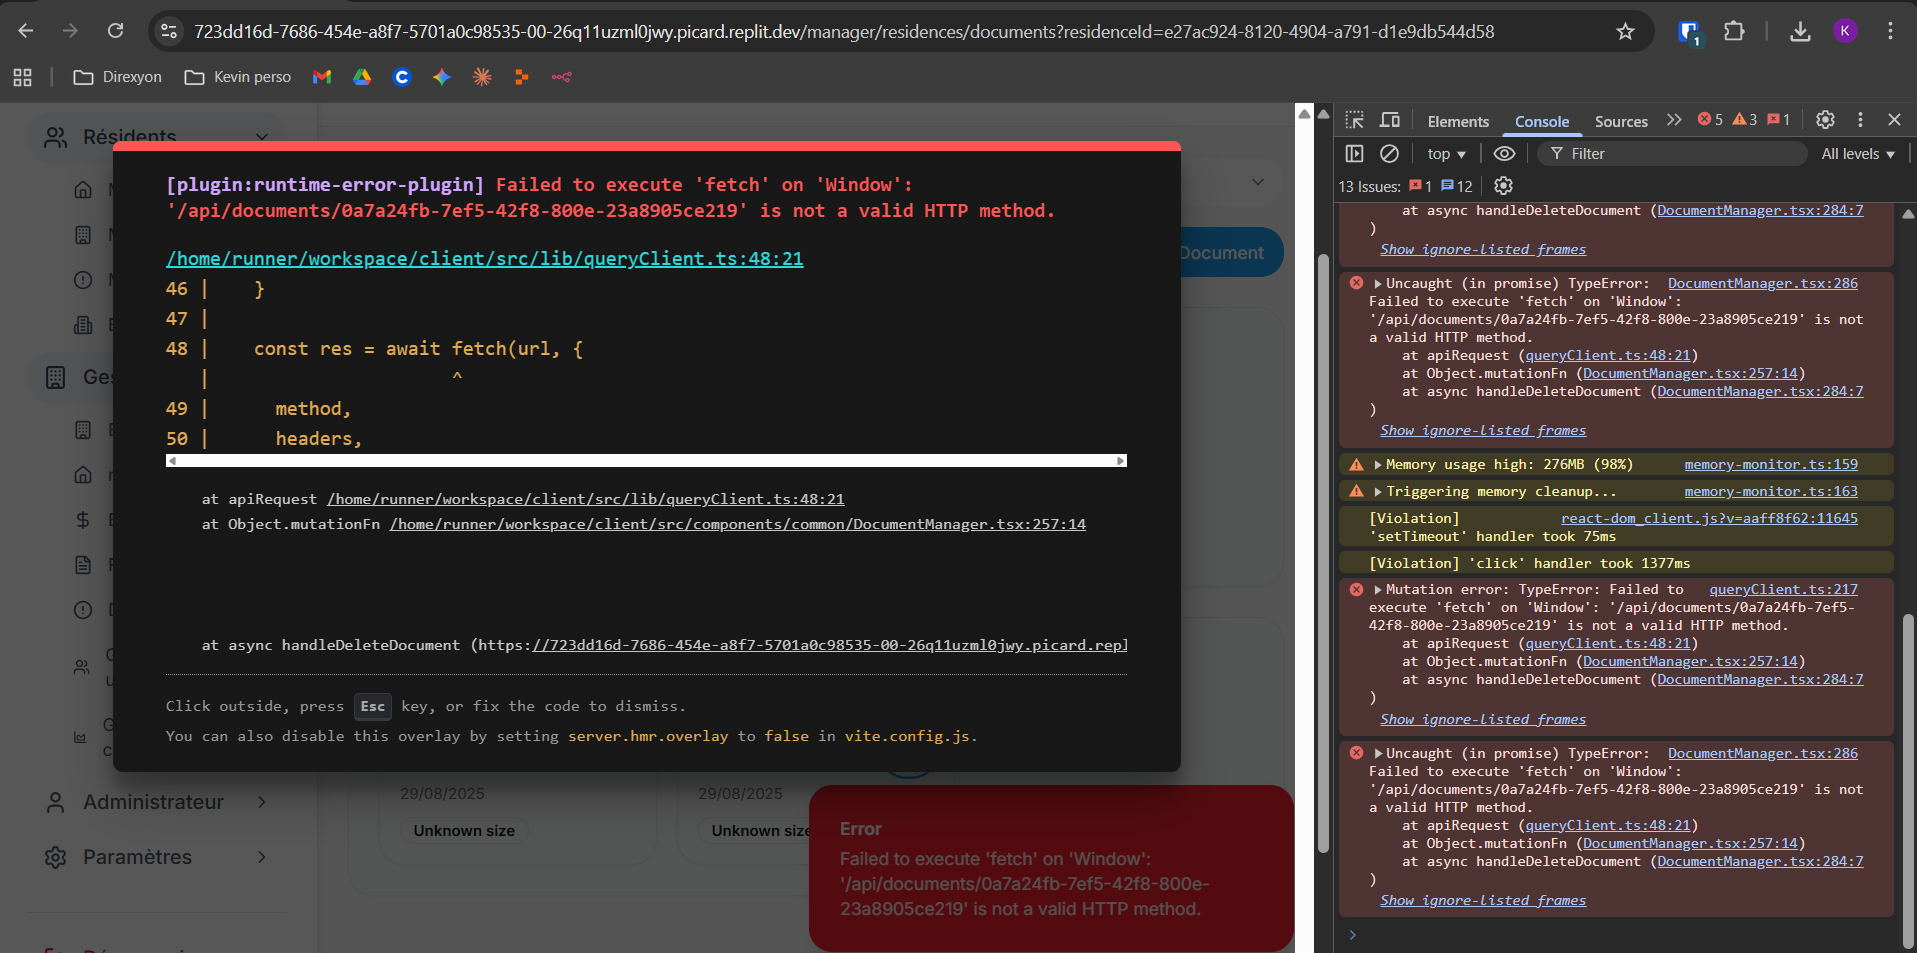 723dd16d-7686-454e-a8f7-5701a0c98535-00-26q11uzml0jwy.picard.replit.dev/manager/residences/documents?residenceId=e27ac924-8120-4904-a791-d1e9db544d58
1
K
Direxyon
Kevin perso
Résidents
Document
Ges
Administrateur
Paramètres
[plugin:runtime-error-plugin] Failed to execute 'fetch' on 'Window':
'/api/documents/0a7a24fb-7ef5-42f8-800e-23a8905ce219' is not a valid HTTP method.
/home/runner/workspace/client/src/lib/queryClient.ts:48:21
46 |    }
47 |
48 |    const res = await fetch(url, {
|                      ^
49 |      method,
50 |      headers,
at apiRequest /home/runner/workspace/client/src/lib/queryClient.ts:48:21
at Object.mutationFn /home/runner/workspace/client/src/components/common/DocumentManager.tsx:257:14
at async handleDeleteDocument (https://723dd16d-7686-454e-a8f7-5701a0c98535-00-26q11uzml0jwy.picard.repl
Click outside, press Esc key, or fix the code to dismiss.
You can also disable this overlay by setting server.hmr.overlay to false in vite.config.js.
29/08/2025
Unknown size
29/08/2025
Unknown size
Error
Failed to execute 'fetch' on 'Window':
'/api/documents/0a7a24fb-7ef5-42f8-800e-
23a8905ce219' is not a valid HTTP method.
Elements
Console
Sources
5
3
1
top
Filter
All levels
13 Issues: 1 12
at async handleDeleteDocument (DocumentManager.tsx:284:7
)
Show ignore-listed frames
Uncaught (in promise) TypeError: DocumentManager.tsx:286
Failed to execute 'fetch' on 'Window':
'/api/documents/0a7a24fb-7ef5-42f8-800e-23a8905ce219' is not
a valid HTTP method.
at apiRequest (queryClient.ts:48:21)
at Object.mutationFn (DocumentManager.tsx:257:14)
at async handleDeleteDocument (DocumentManager.tsx:284:7
)
Show ignore-listed frames
Memory usage high: 276MB (98%) memory-monitor.ts:159
Triggering memory cleanup... memory-monitor.ts:163
[Violation] react-dom_client.js?v=aaff8f62:11645
'setTimeout' handler took 75ms
[Violation] 'click' handler took 1377ms
Mutation error: TypeError: Failed to queryClient.ts:217
execute 'fetch' on 'Window': '/api/documents/0a7a24fb-7ef5-
42f8-800e-23a8905ce219' is not a valid HTTP method.
at apiRequest (queryClient.ts:48:21)
at Object.mutationFn (DocumentManager.tsx:257:14)
at async handleDeleteDocument (DocumentManager.tsx:284:7
)
Show ignore-listed frames
Uncaught (in promise) TypeError: DocumentManager.tsx:286
Failed to execute 'fetch' on 'Window':
'/api/documents/0a7a24fb-7ef5-42f8-800e-23a8905ce219' is not
a valid HTTP method.
at apiRequest (queryClient.ts:48:21)
at Object.mutationFn (DocumentManager.tsx:257:14)
at async handleDeleteDocument (DocumentManager.tsx:284:7
)
Show ignore-listed frames